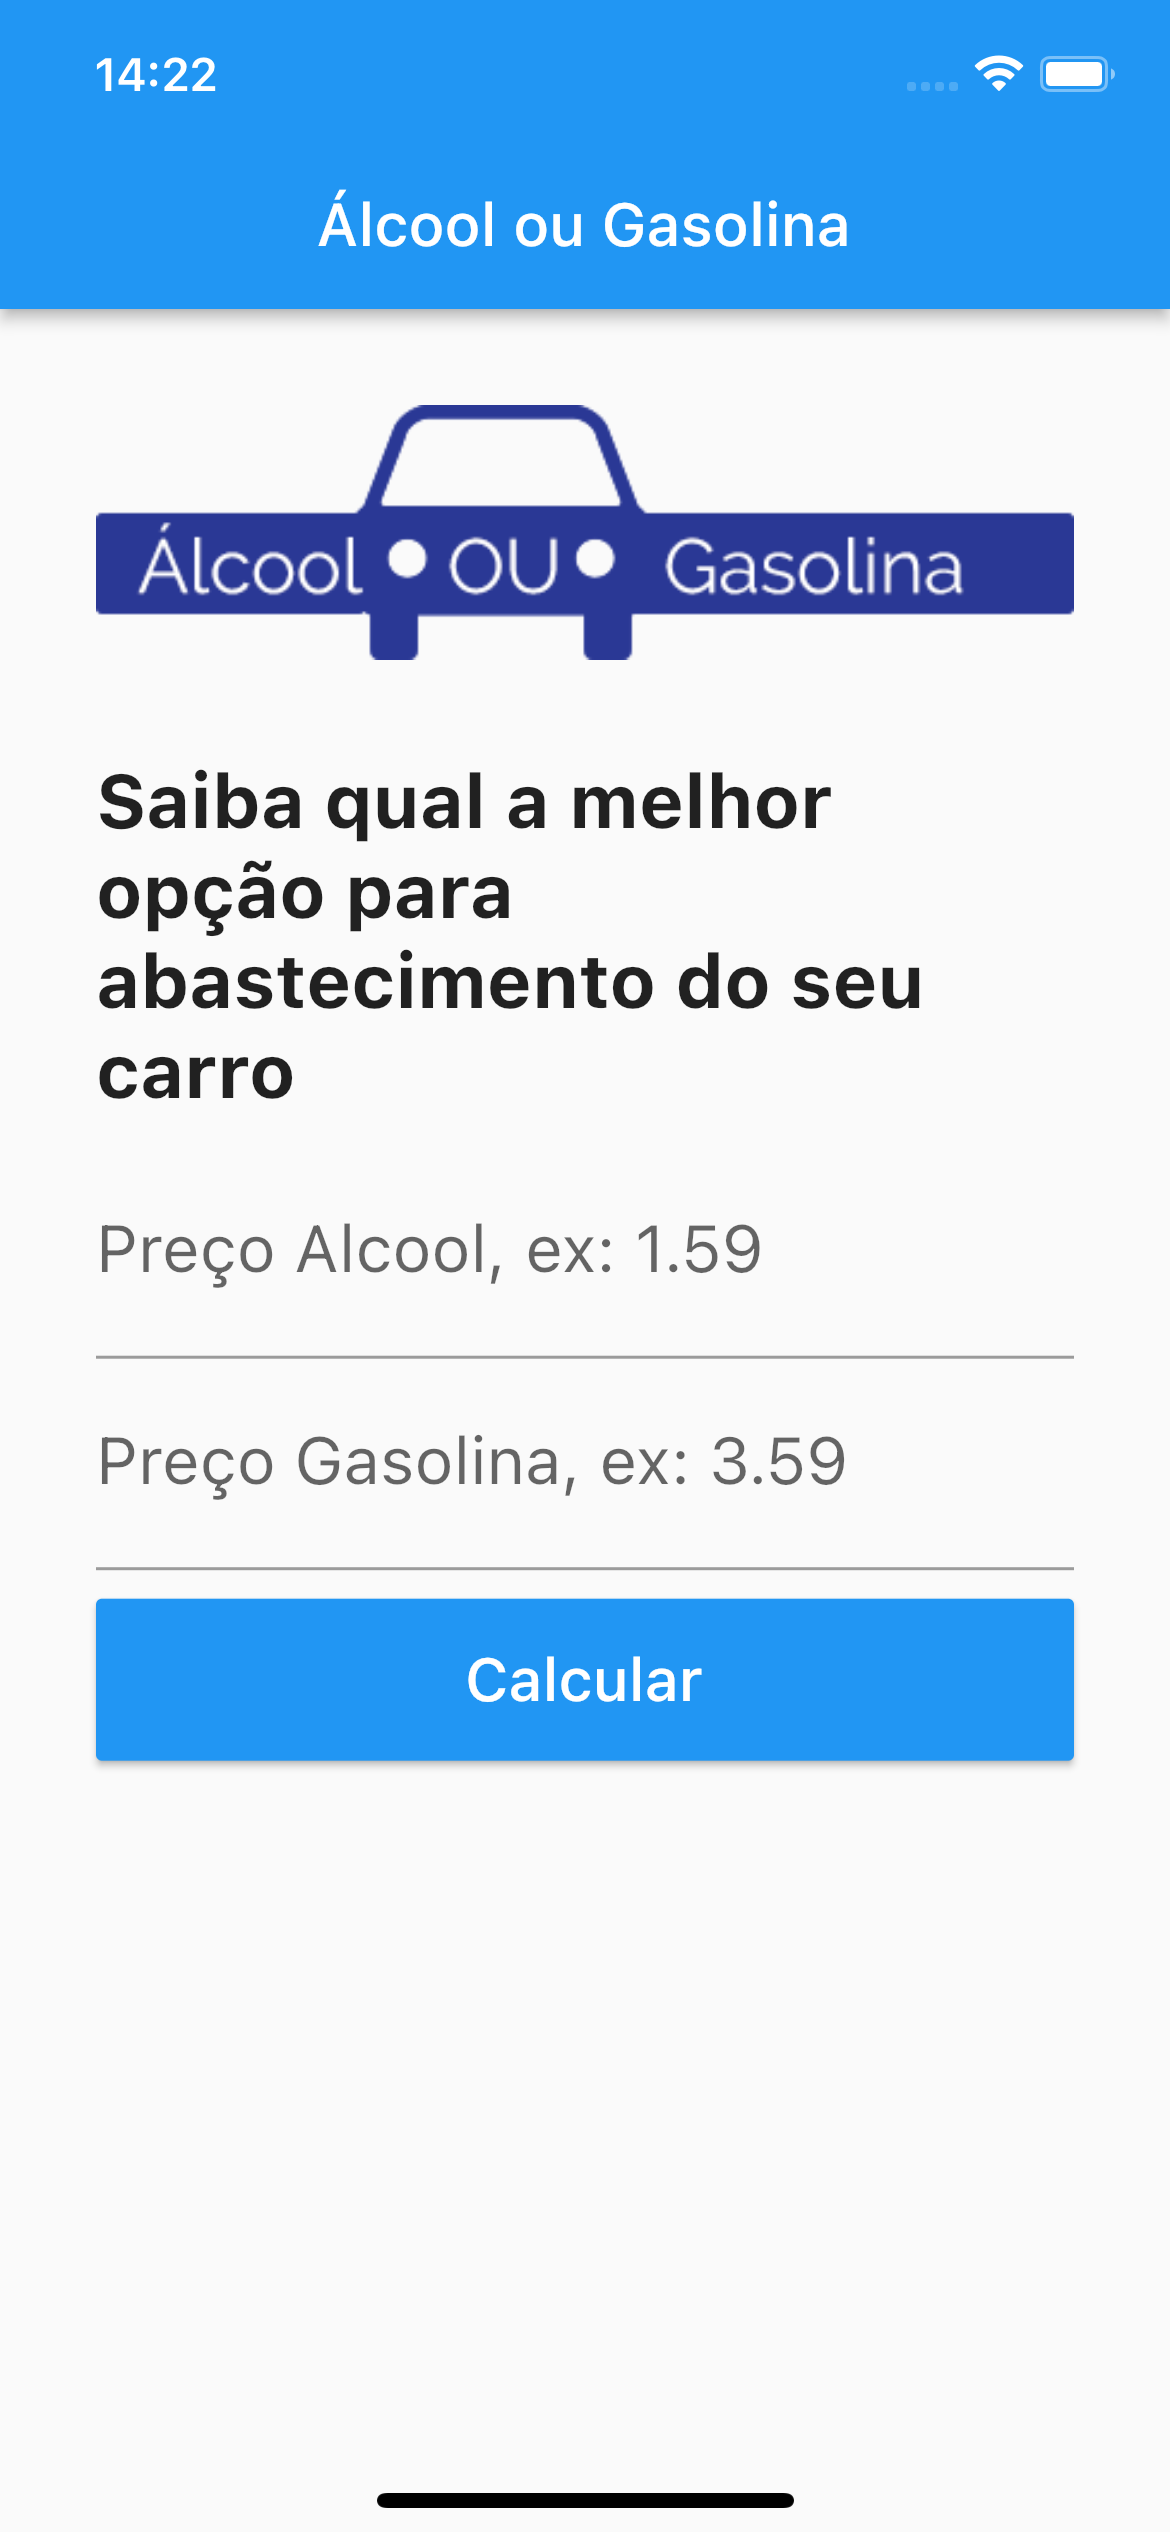 14:22
Álcool ou Gasolina
Álcool OU Gasolina
Saiba qual a melhor
opção para
abastecimento do seu
carro
Preço Alcool, ex: 1.59
Preço Gasolina, ex: 3.59
Calcular